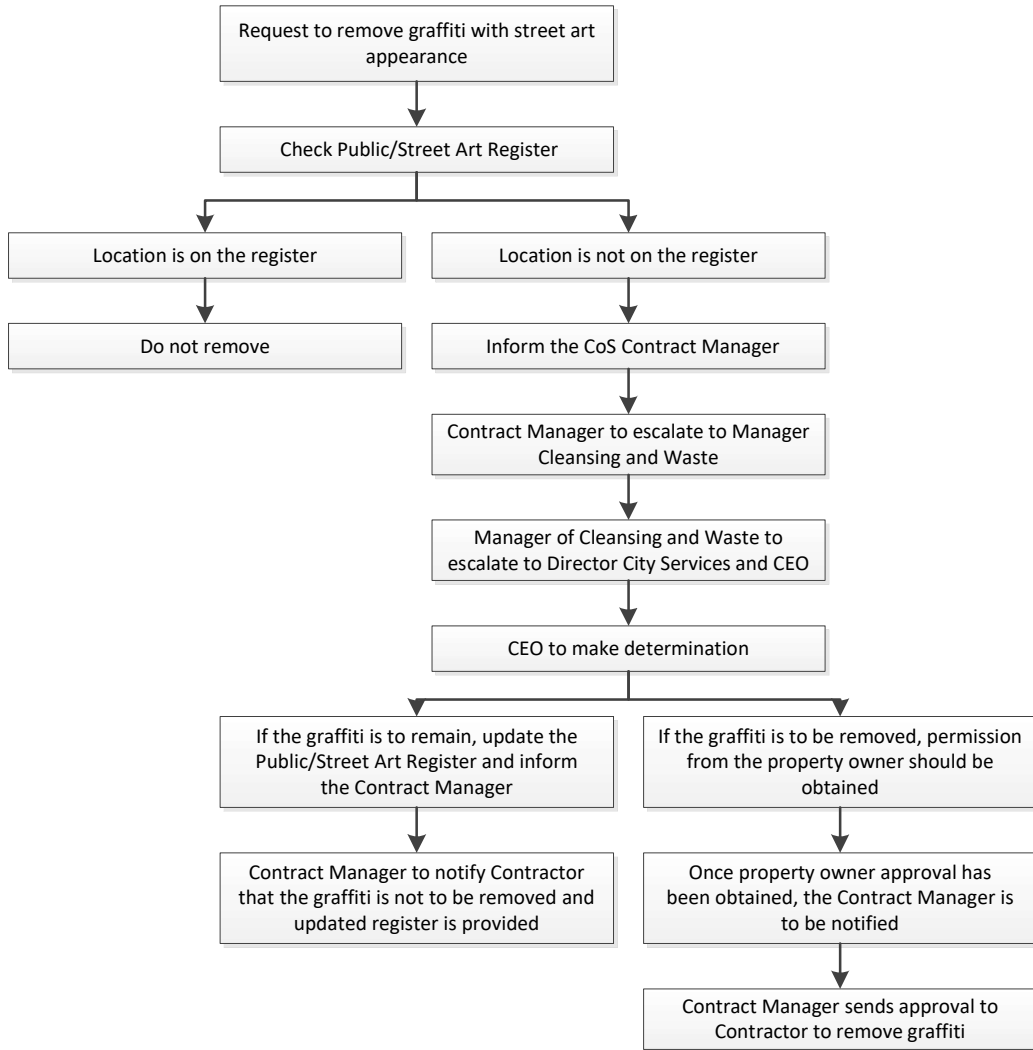 Request to remove graffiti with street art
appearance
Check Public/Street Art Register
Location is on the register
Location is not on the register
Do not remove
Inform the CoS Contract Manager
Contract Manager to escalate to Manager
Cleansing and Waste
Manager of Cleansing and Waste to
escalate to Director City Services and CEO
CEO to make determination
If the graffiti is to remain, update the
Public/Street Art Register and inform
the Contract Manager
If the graffiti is to be removed, permission
from the property owner should be
obtained
Contract Manager to notify Contractor
that the graffiti is not to be removed and
updated register is provided
Once property owner approval has
been obtained, the Contract Manager is
to be notified
Contract Manager sends approval to
Contractor to remove graffiti